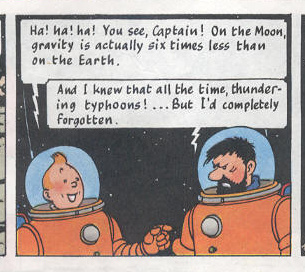 Ha! ha! ha! You see, Captain! On the Moon,
gravity is actually six times less than
on the Earth.
And I knew that all the time, thunder-
ing typhoons! ... But I'd completely
forgotten.